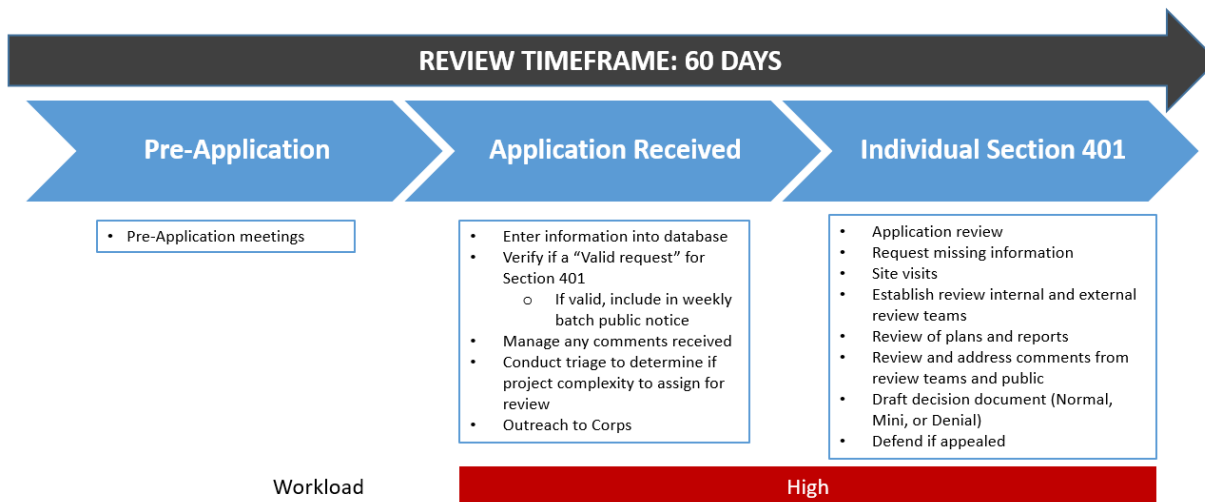 REVIEW TIMEFRAME: 60 DAYS
Pre-Application
Application Received
Individual Section 401
• Pre-Application meetings
• Enter information into database
• Verify if a “Valid request” for
Section 401
o If valid, include in weekly
batch public notice
• Manage any comments received
• Conduct triage to determine if
project complexity to assign for
review
• Outreach to Corps
• Application review
• Request missing information
• Site visits
• Establish review internal and external
review teams
• Review of plans and reports
• Review and address comments from
review teams and public
• Draft decision document (Normal,
Mini, or Denial)
• Defend if appealed
Workload
High